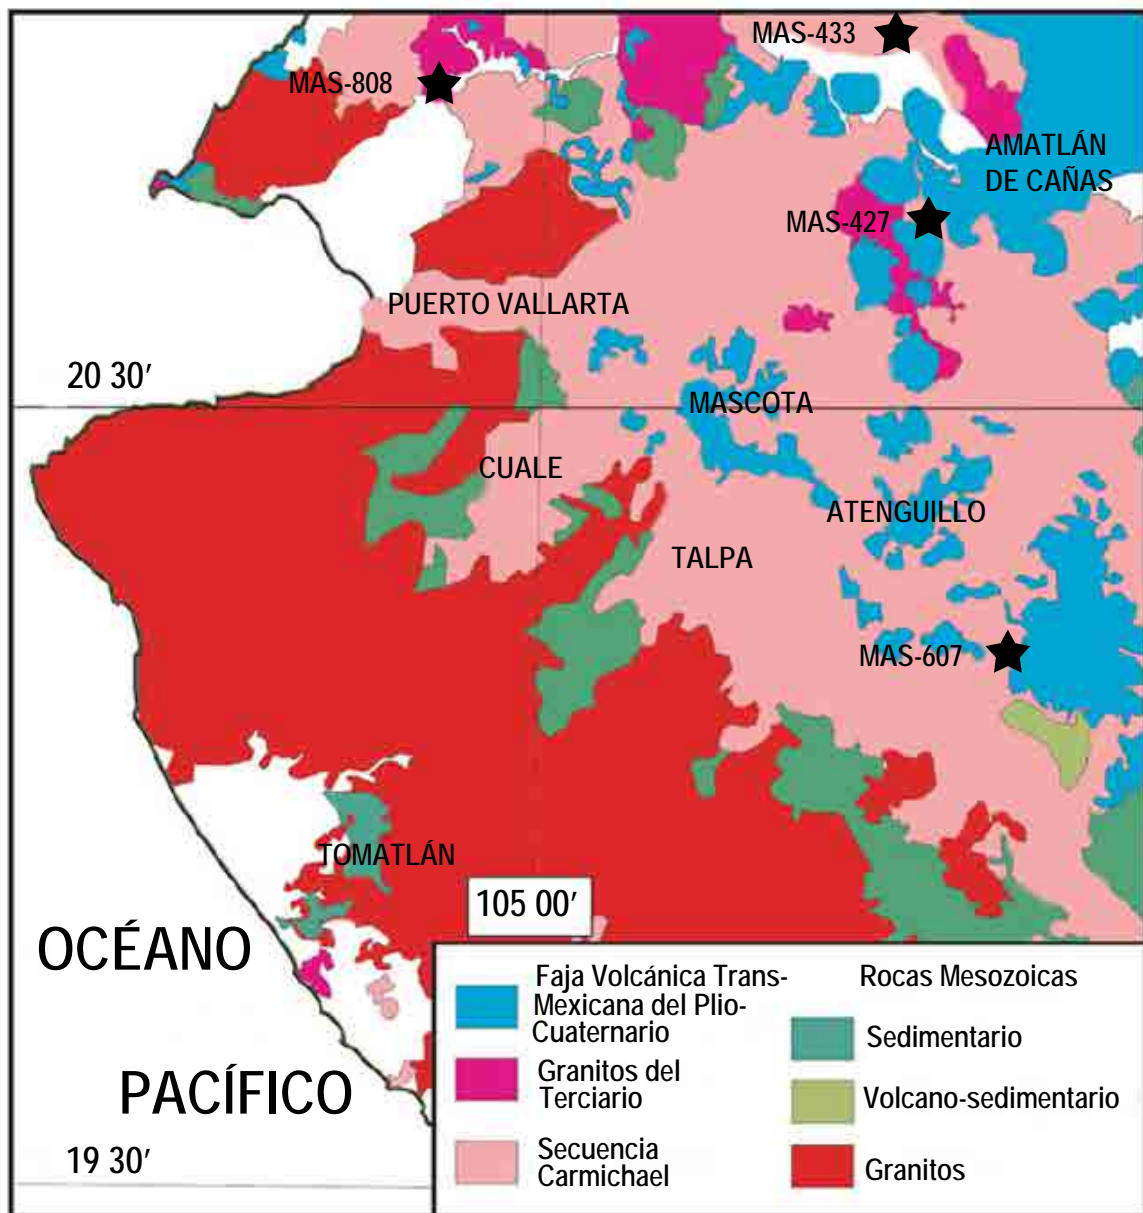 MAS-433
MAS-808
AMATLÁN
DE CAÑAS
MAS-427
PUERTO VALLARTA
20 30′
MASCOTA
CUALE
ATENGUILLO
TALPA
MAS-607
TOMATLÁN
105 00′
OCÉANO
PACÍFICO
19 30′
Faja Volcánica Trans-
Mexicana del Plio-
Cuaternario
Granitos del
Terciario
Secuencia
Carmichael
Rocas Mesozoicas
Sedimentario
Volcano-sedimentario
Granitos